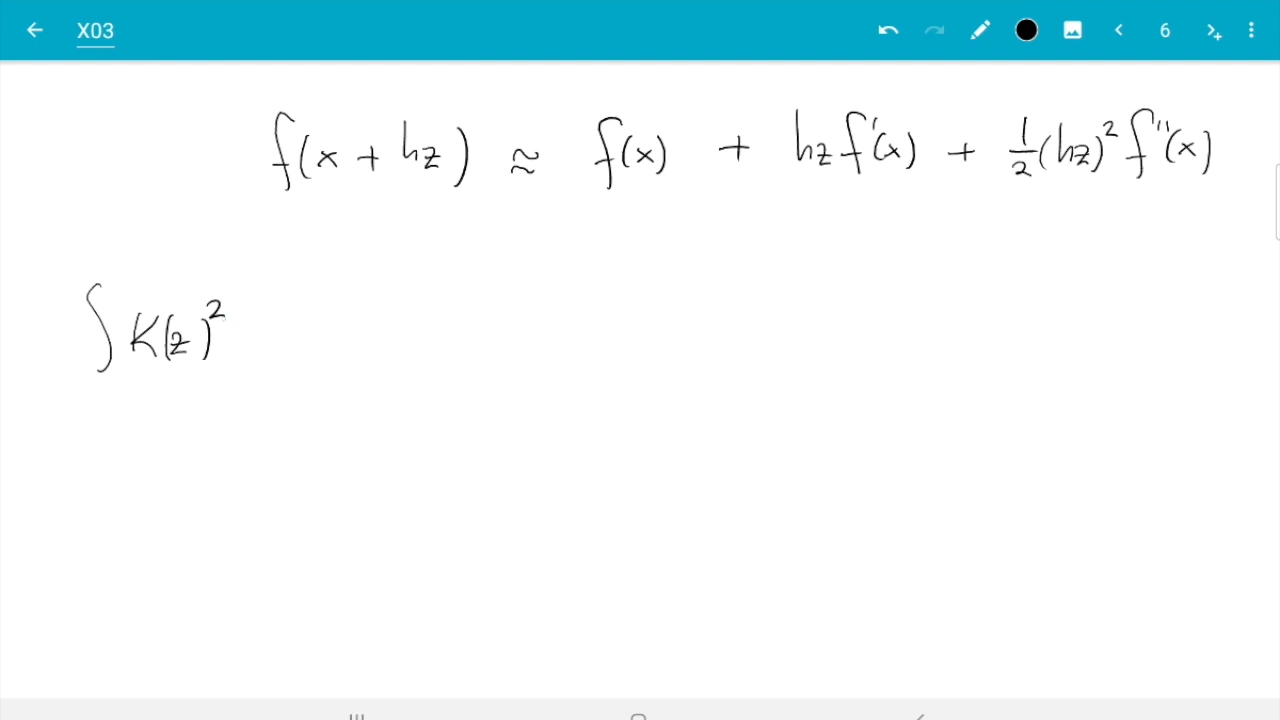 X03
6
f(x + hz) ≈ f(x) + hz f'(x) + ½(hz)² f''(x)
∫ K(z)²